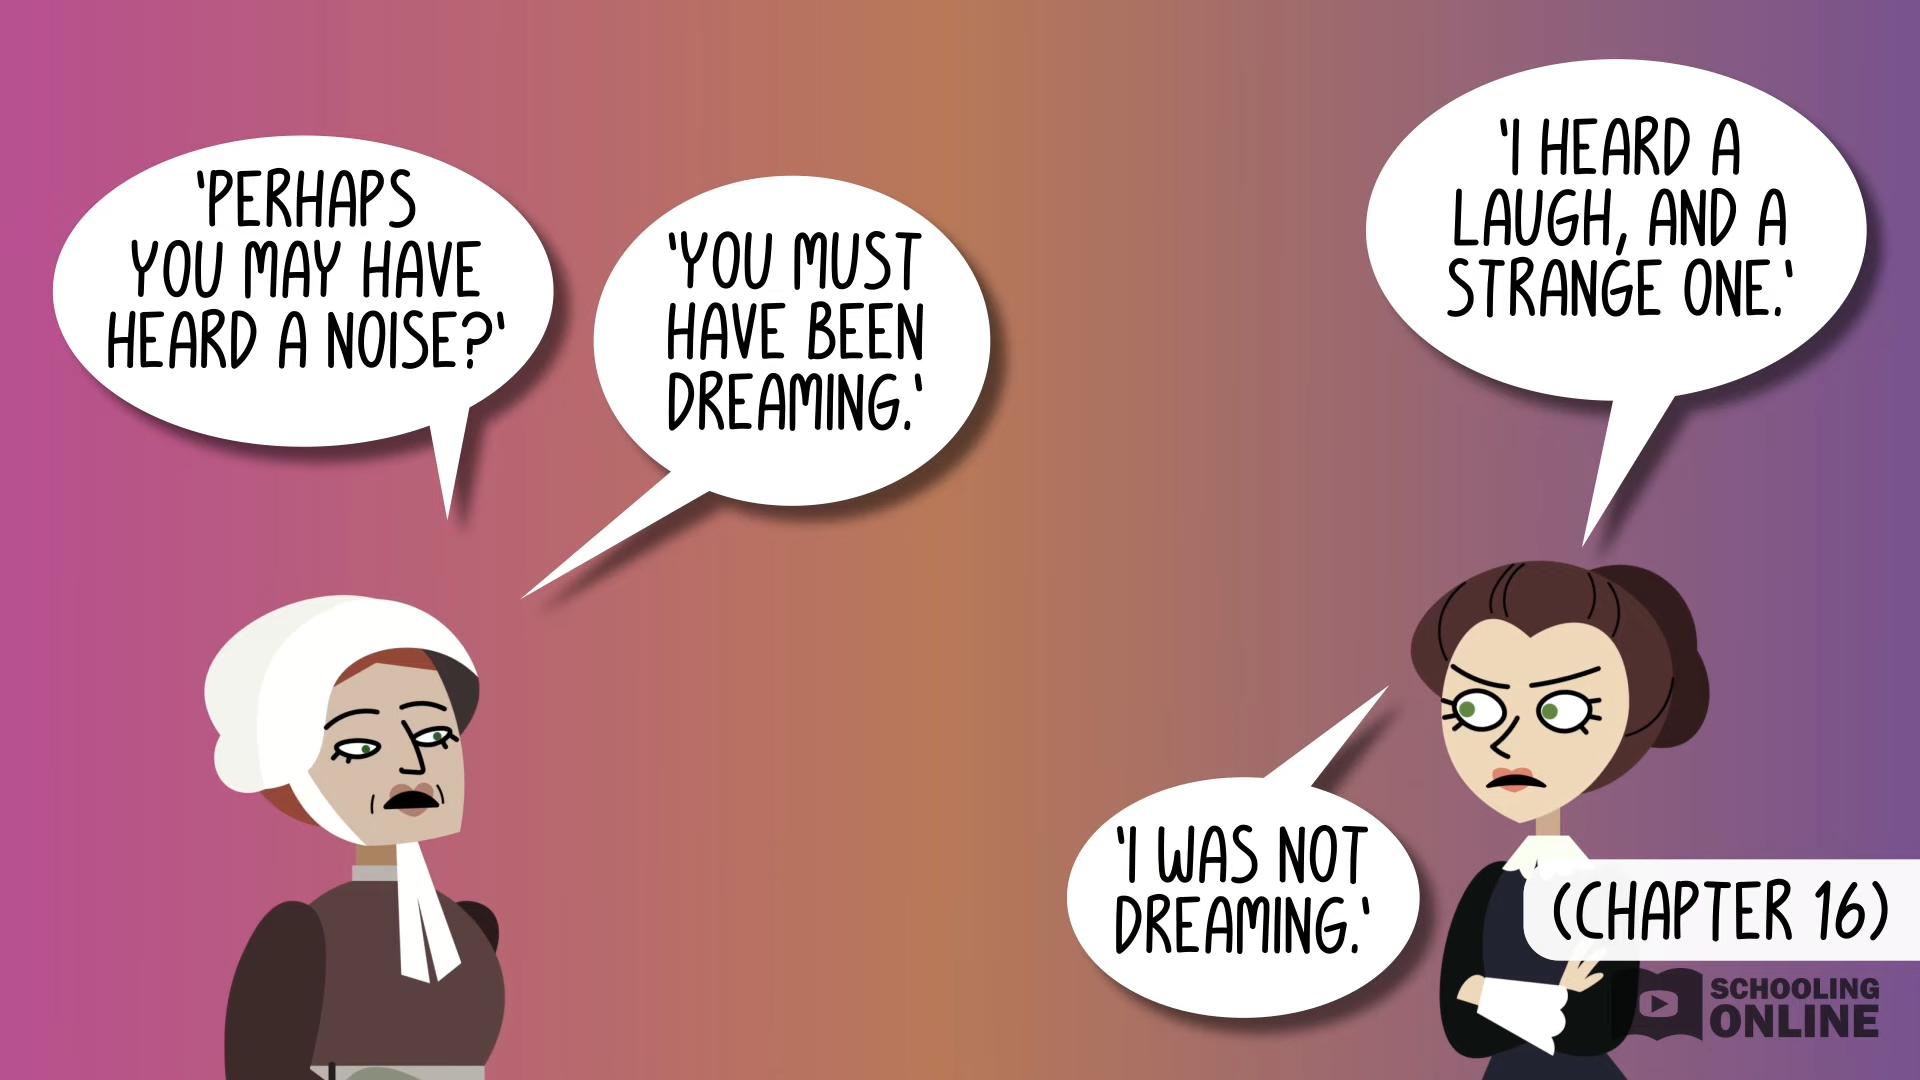 ‘PERHAPS
YOU MAY HAVE
HEARD A NOISE?‘
‘YOU MUST
HAVE BEEN
DREAMING.‘
‘I HEARD A
LAUGH, AND A
STRANGE ONE.‘
‘I WAS NOT
DREAMING.‘
(CHAPTER 16)
SCHOOLING
ONLINE